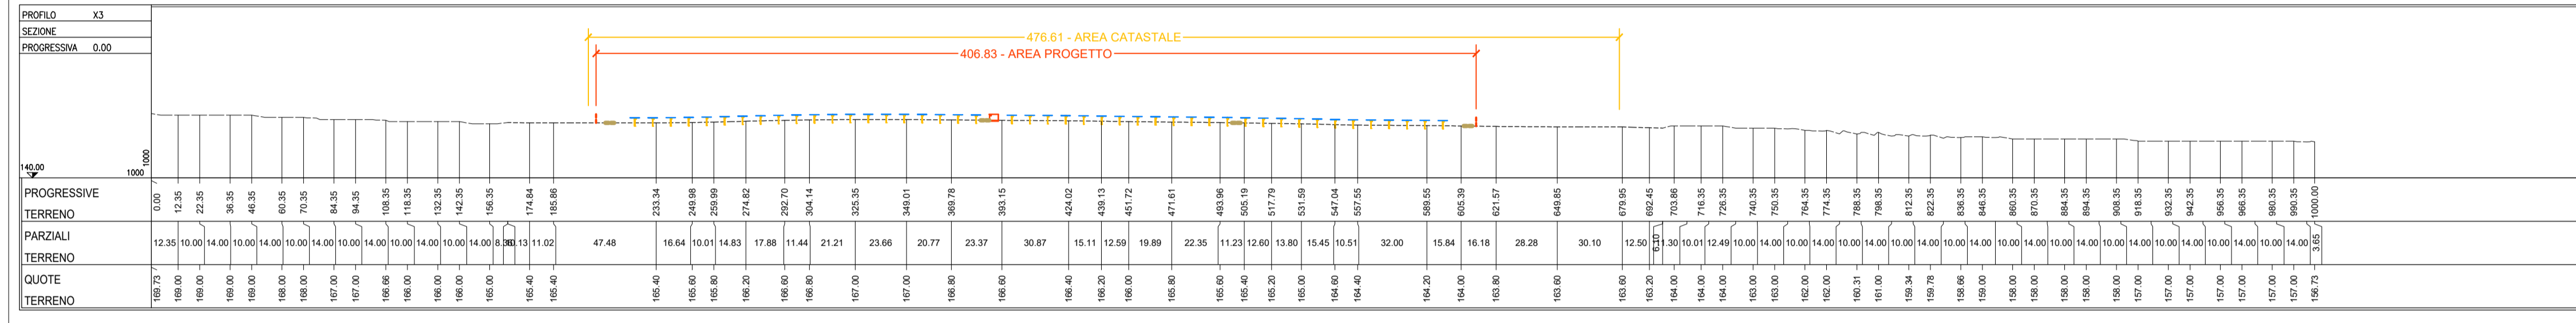 PROFILO X3
SEZIONE
PROGRESSIVA 0.00
476.61 - AREA CATASTALE
406.83 - AREA PROGETTO
140.00
1000
1000
PROGRESSIVE TERRENO
0.00 12.35 22.35 36.35 46.35 60.35 70.35 84.35 94.35 108.35 118.35 132.35 142.35 156.35 174.84 185.86 233.34 249.98 259.99 274.82 292.70 304.14 325.35 349.01 369.78 393.15 424.02 439.13 451.72 471.61 493.96 505.19 517.79 531.59 547.04 557.55 589.55 605.39 621.57 649.85 679.95 692.45 703.86 716.35 726.35 740.35 750.35 764.35 774.35 788.35 798.35 812.35 822.35 836.35 846.35 860.35 870.35 884.35 894.35 908.35 918.35 932.35 942.35 956.35 966.35 980.35 990.35 1000.00
PARZIALI TERRENO
12.35 10.00 14.00 10.00 14.00 10.00 14.00 10.00 14.00 10.00 14.00 10.00 14.00 11.02 47.48 16.64 10.01 14.83 17.88 11.44 21.21 23.66 20.77 23.37 30.87 15.11 12.59 19.89 22.35 11.23 12.60 13.80 15.45 10.51 32.00 15.84 16.18 28.28 30.10 12.50 6.10 11.30 10.01 12.49 10.00 14.00 10.00 14.00 10.00 14.00 10.00 14.00 10.00 14.00 10.00 14.00 10.00 14.00 10.00 14.00 10.00 14.00 10.00 14.00 10.00 14.00 3.65
QUOTE TERRENO
169.73 169.00 169.00 169.00 169.00 168.00 168.00 167.00 167.00 166.66 166.00 166.00 166.00 165.00 165.40 165.40 165.40 165.60 165.80 166.20 166.60 166.80 167.00 167.00 166.80 166.60 166.40 166.20 166.00 165.80 165.60 165.40 165.20 165.00 164.60 164.40 164.20 164.00 163.80 163.60 163.60 163.20 164.00 164.00 164.00 163.00 163.00 162.00 162.00 160.31 161.00 159.34 159.78 158.66 159.00 158.00 158.00 158.00 158.00 158.00 157.00 157.00 157.00 157.00 157.00 157.00 157.00 156.73